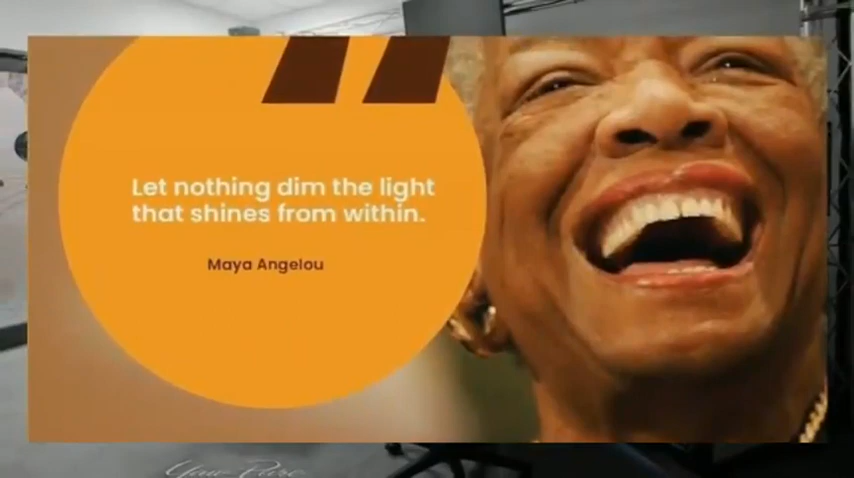 Let nothing dim the light
that shines from within.
Maya Angelou